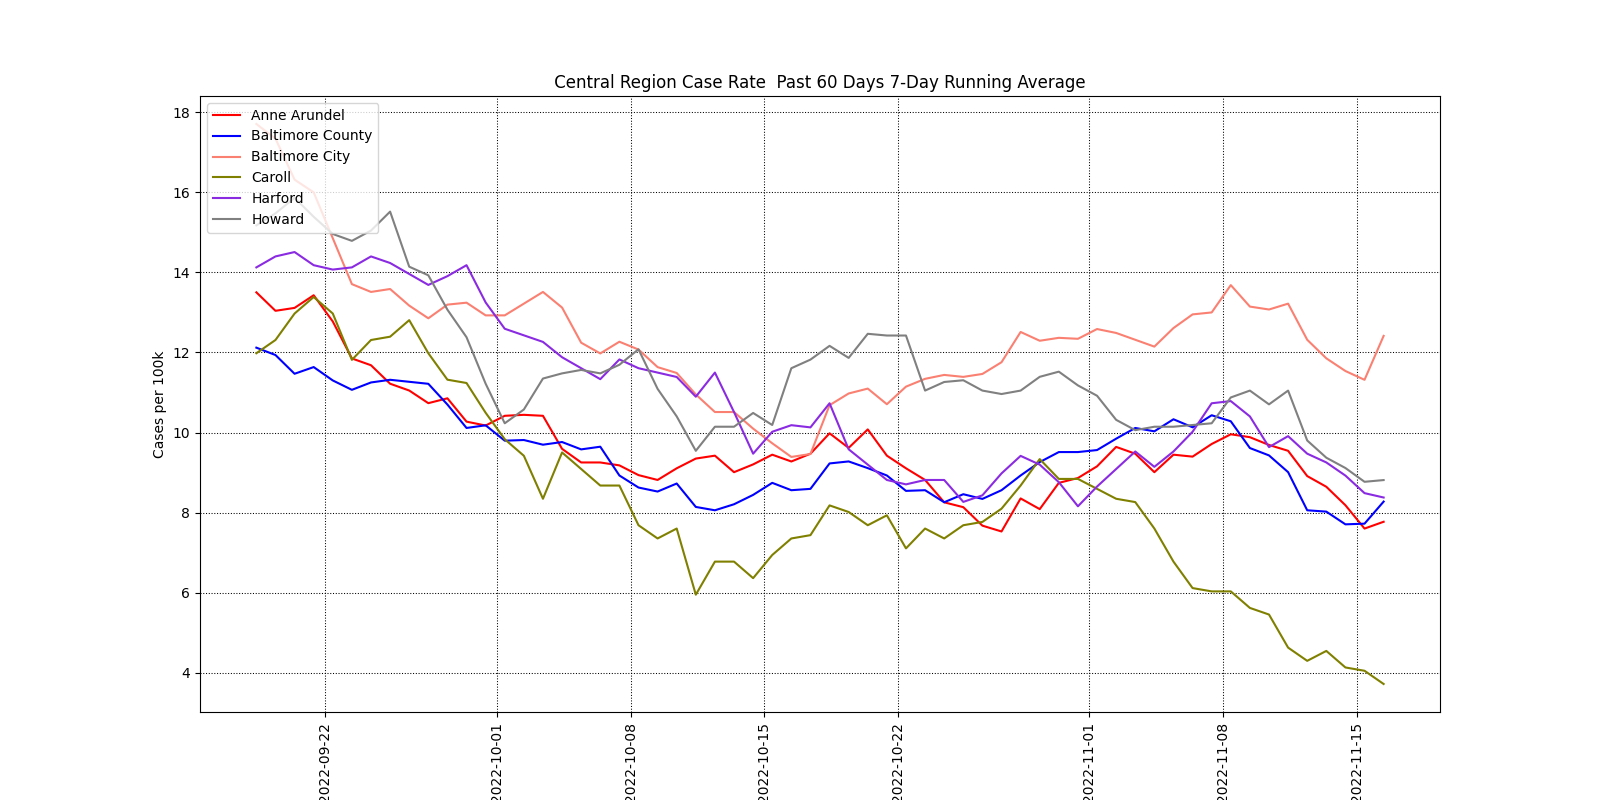 Central Region Case Rate  Past 60 Days 7-Day Running Average
Anne Arundel
Baltimore County
Baltimore City
Caroll
Harford
Howard
Cases per 100k
18
16
14
12
10
8
6
4
2022-09-22
2022-10-01
2022-10-08
2022-10-15
2022-10-22
2022-11-01
2022-11-08
2022-11-15